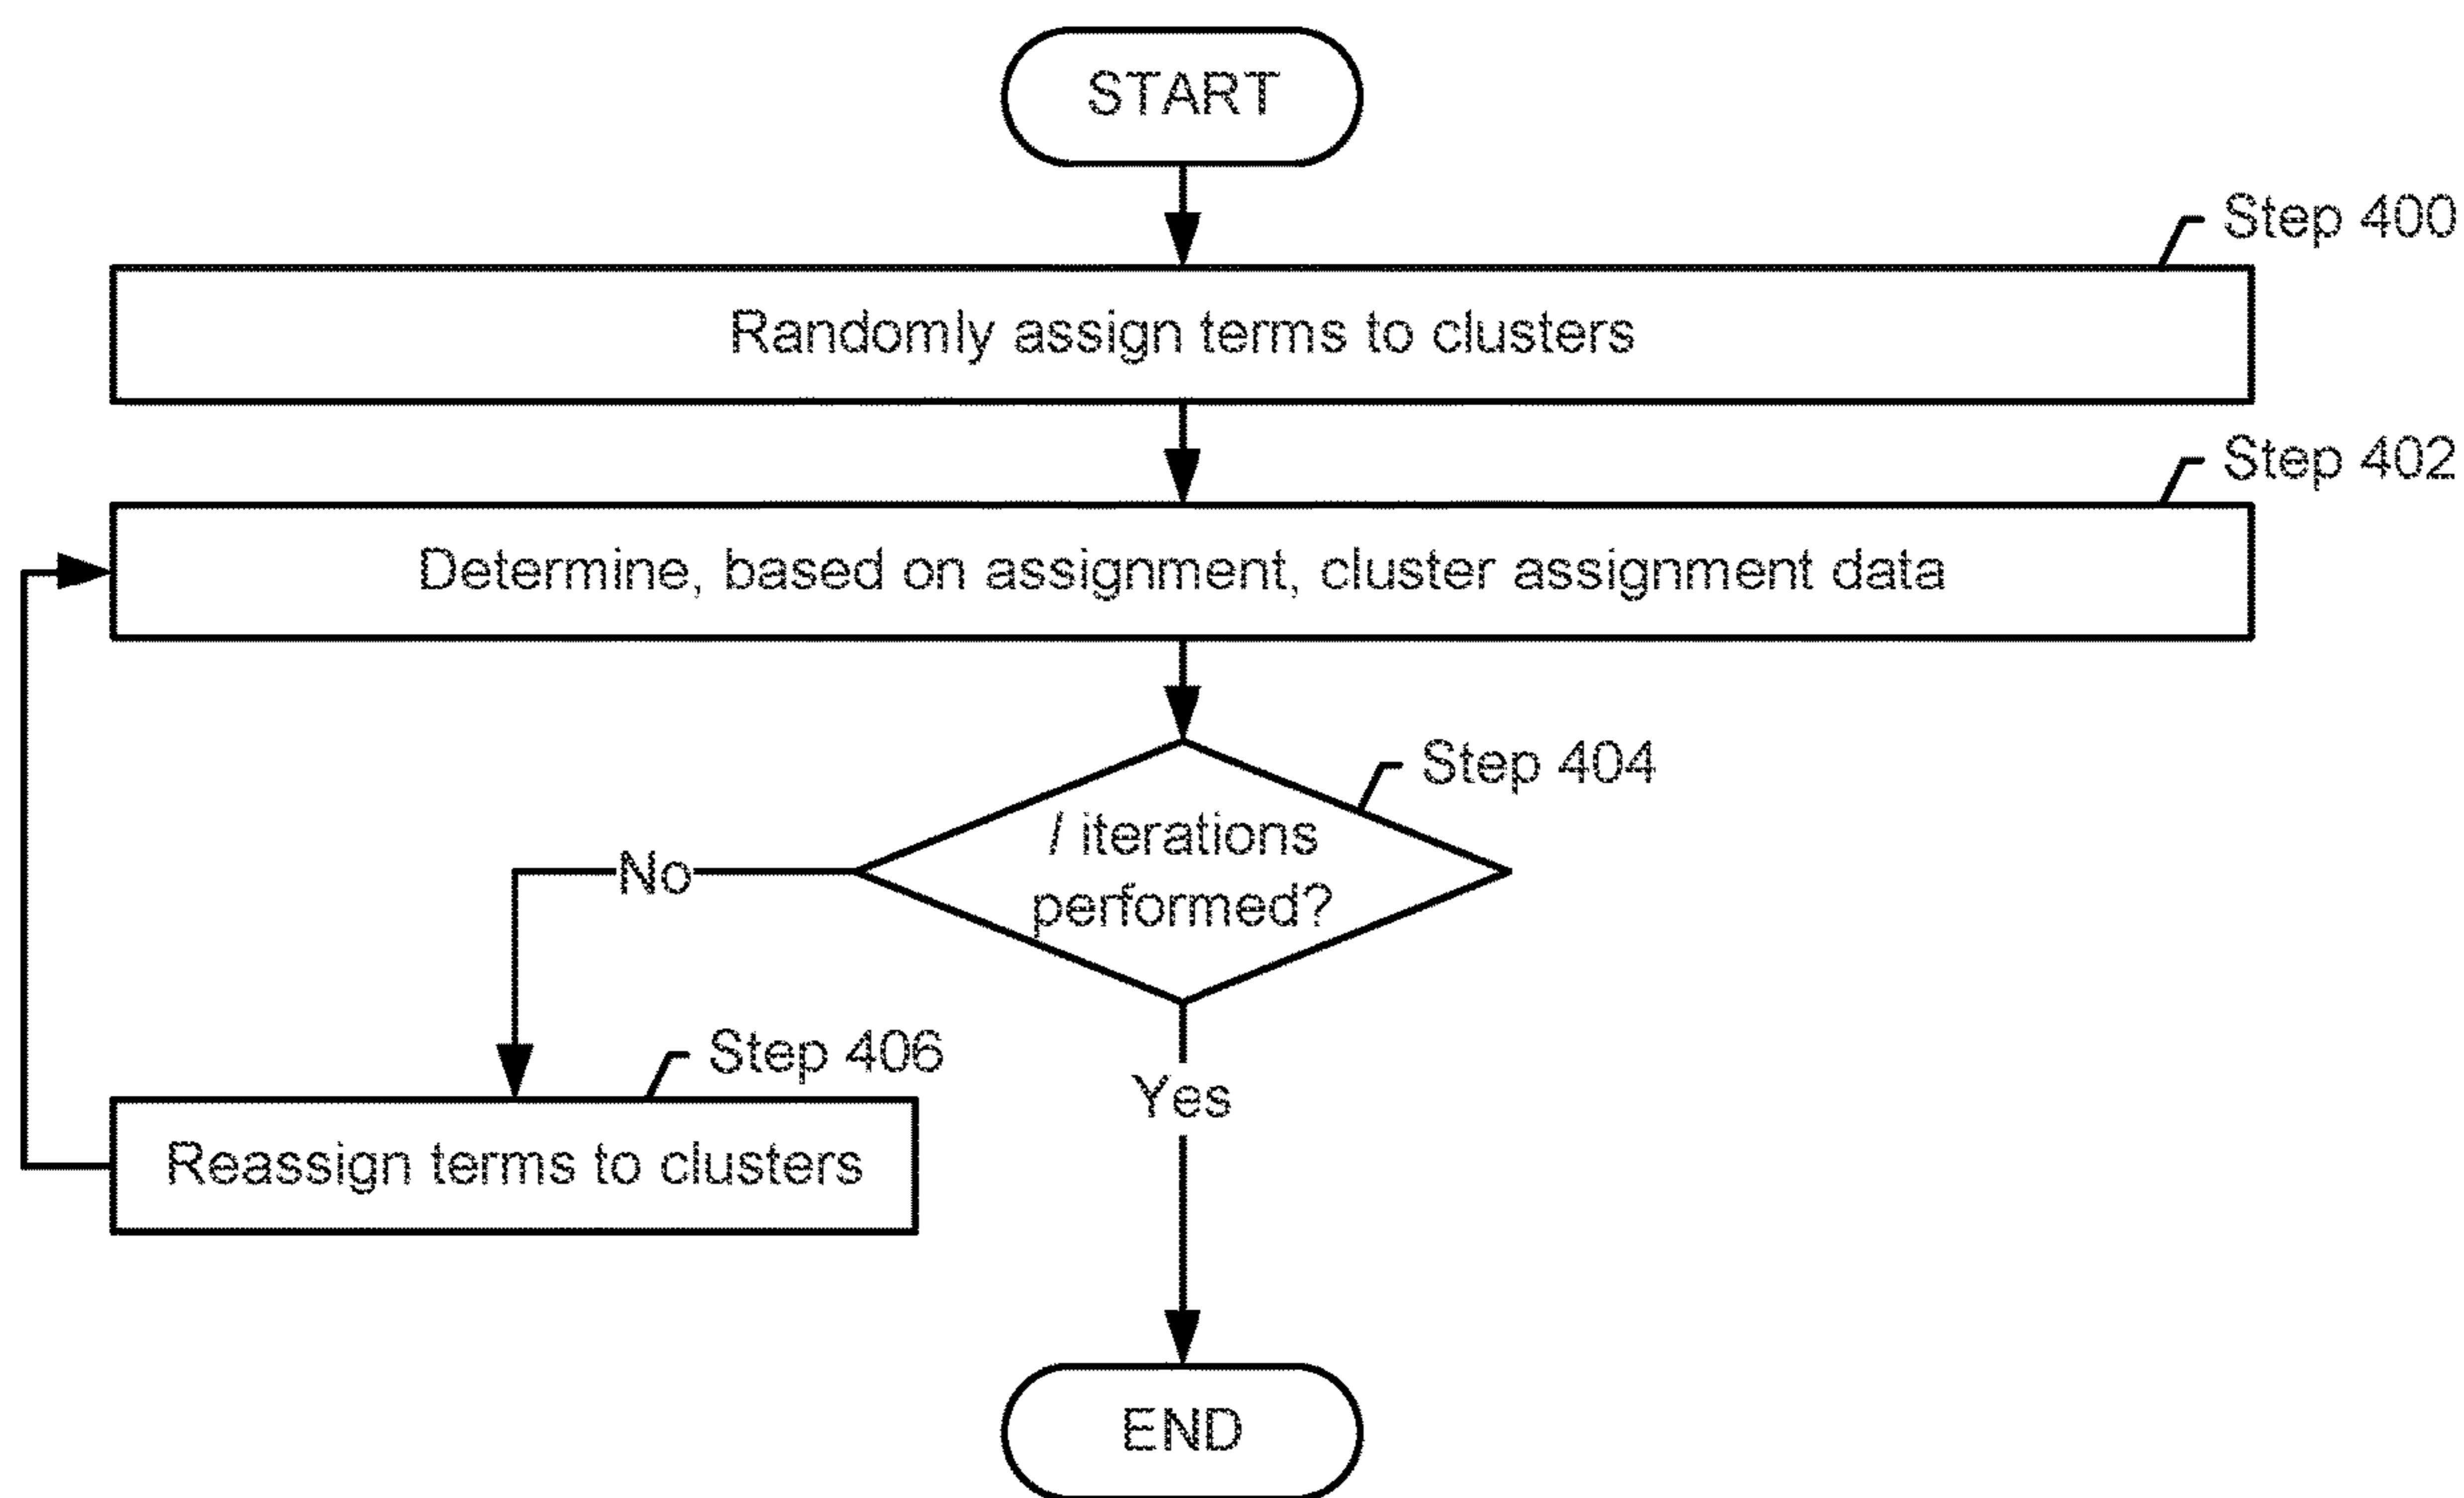 START
Step 400
Randomly assign terms to clusters
Step 402
Determine, based on assignment, cluster assignment data
Step 404
I iterations
performed?
No
Step 406
Yes
Reassign terms to clusters
END